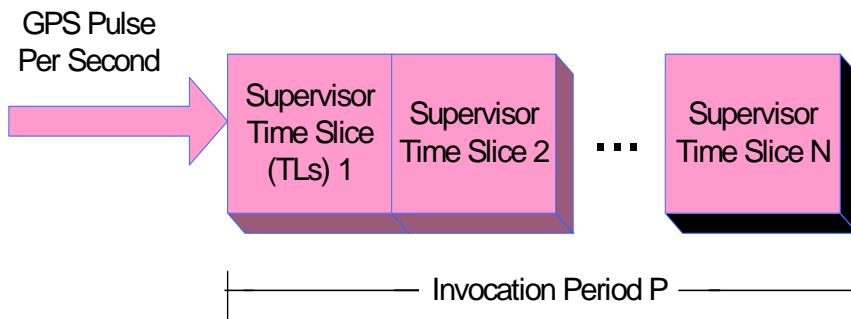 GPS Pulse
Per Second
Supervisor
Time Slice
(TLs) 1
Supervisor
Time Slice 2
...
Supervisor
Time Slice N
Invocation Period P